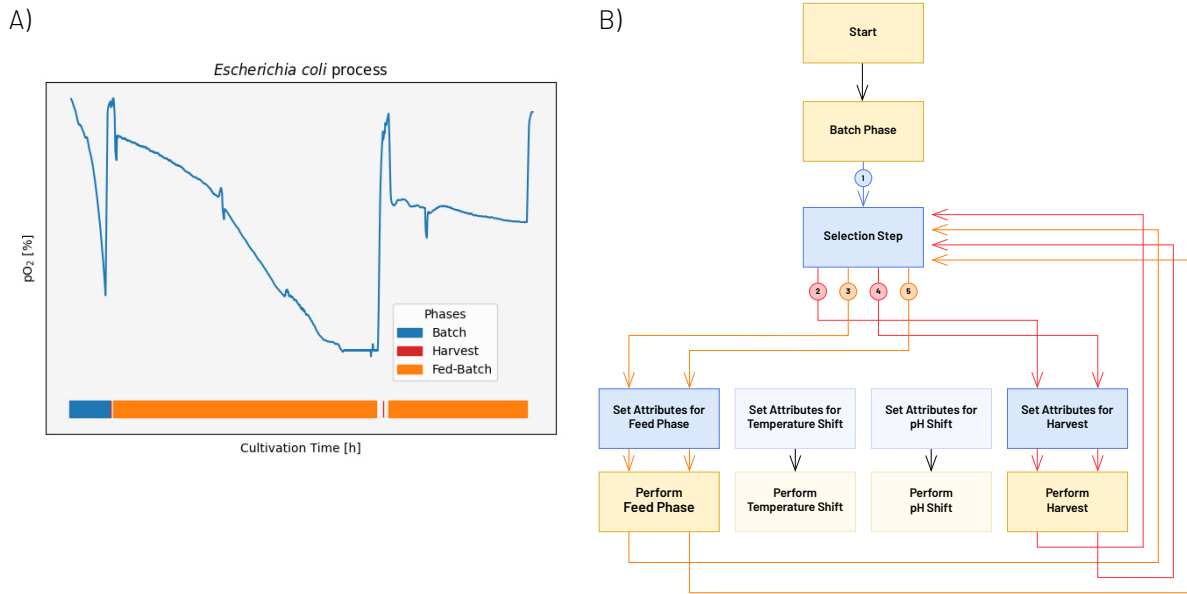 A)
Escherichia coli process
pO₂ [%]
Phases
Batch
Harvest
Fed-Batch
Cultivation Time [h]
B)
Start
Batch Phase
1
Selection Step
2 3 4 5
Set Attributes for
Feed Phase
Set Attributes for
Temperature Shift
Set Attributes for
pH Shift
Set Attributes for
Harvest
Perform
Feed Phase
Perform
Temperature Shift
Perform
pH Shift
Perform
Harvest